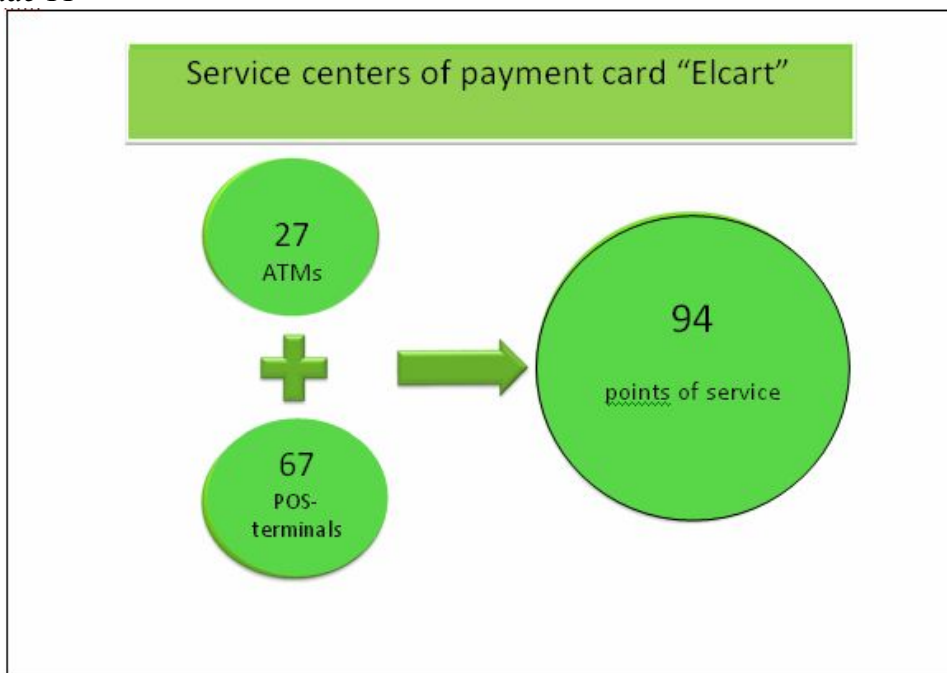 Service centers of payment card “Elcart”
27
ATMs
67
POS-
terminals
94
points of service